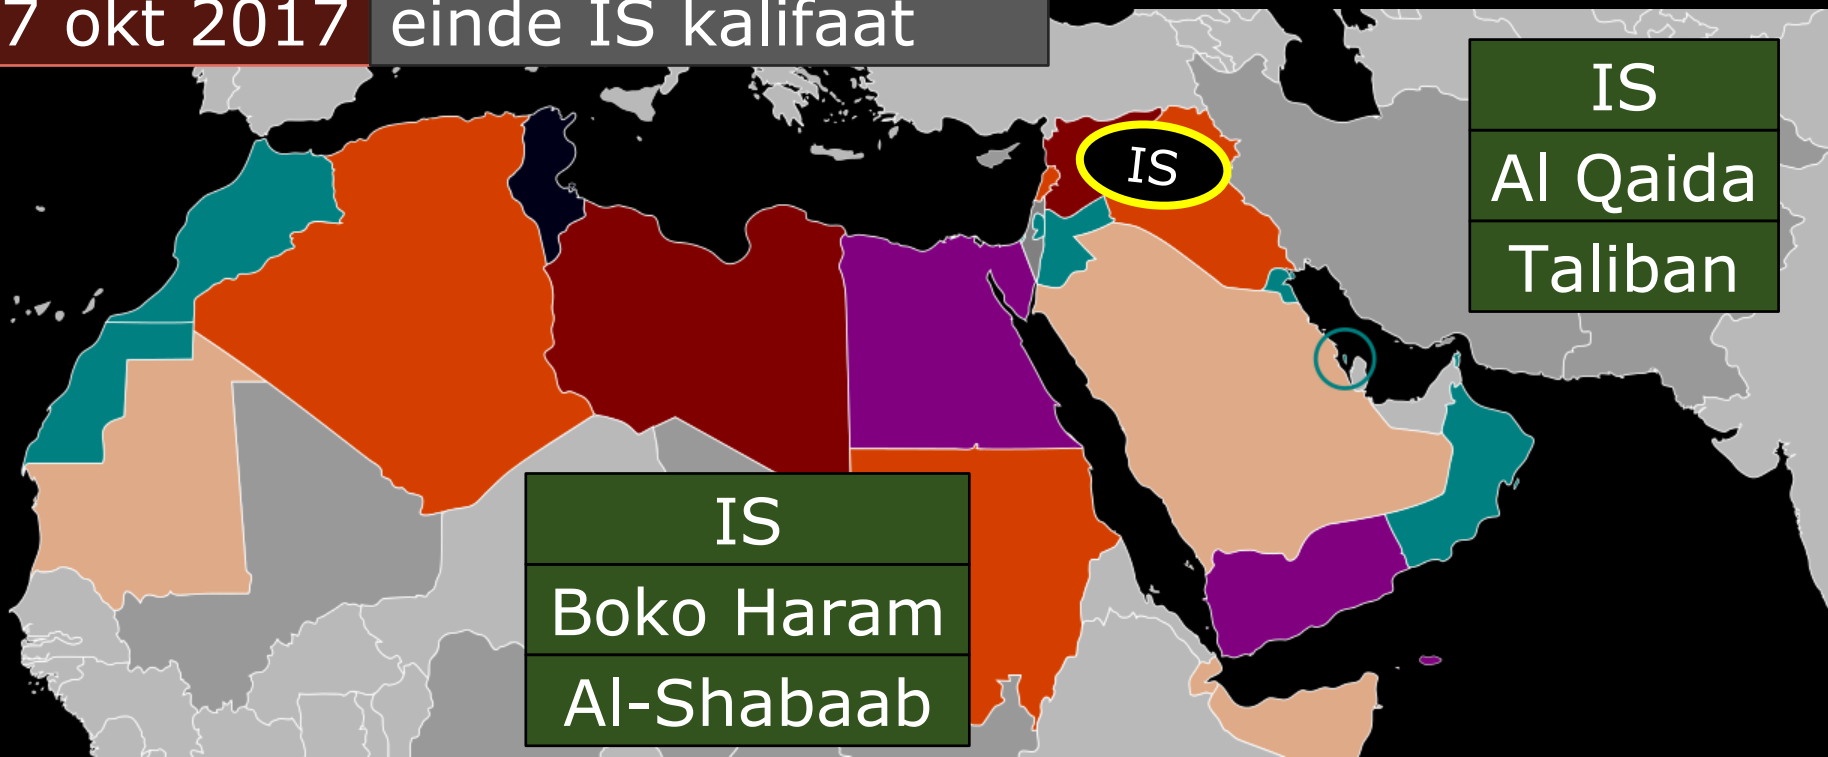 7 okt 2017 einde IS kalifaat
IS
Al Qaida
Taliban
IS
IS
Boko Haram
Al-Shabaab